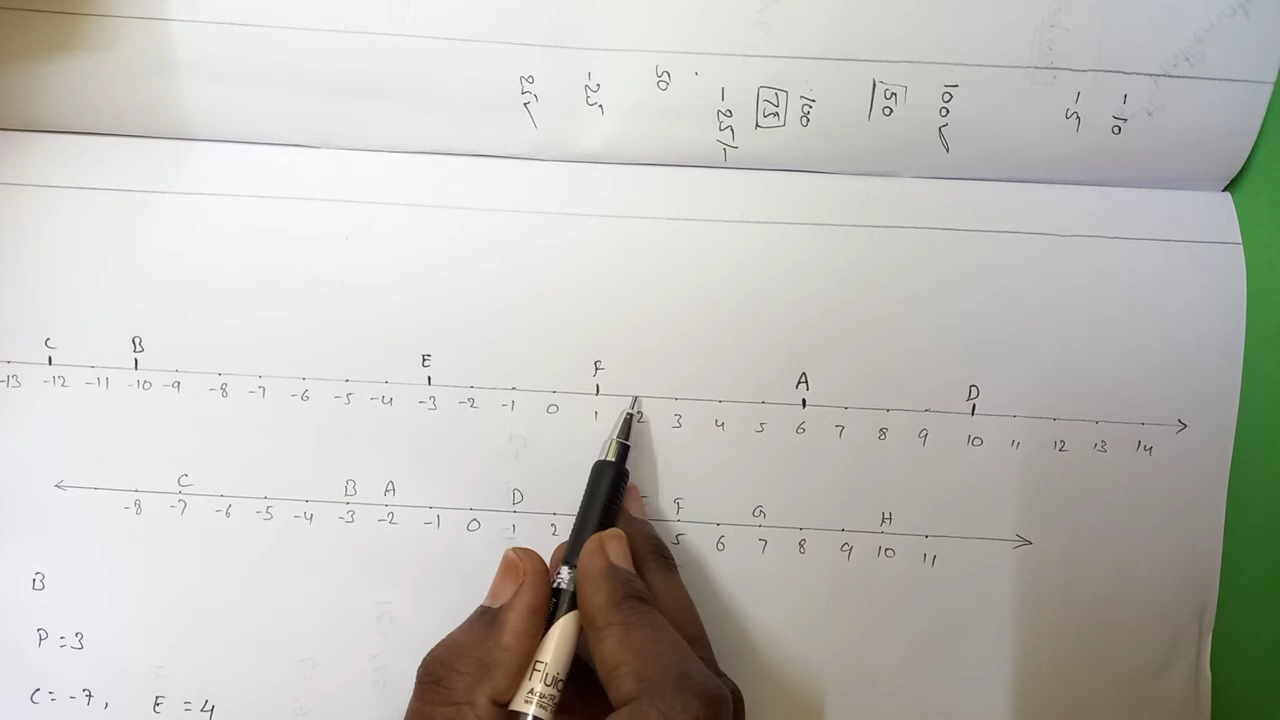 25✓ -25 50 -25/- 75 100 50 100✓ -5 -10
C B E F A D
-13 -12 -11 -10 -9 -8 -7 -6 -5 -4 -3 -2 -1 0 1 2 3 4 5 6 7 8 9 10 11 12 13 14
C B A D F G H
-8 -7 -6 -5 -4 -3 -2 -1 0 1 2 5 6 7 8 9 10 11
B
P = 3
C = -7, E = 4
Fluid